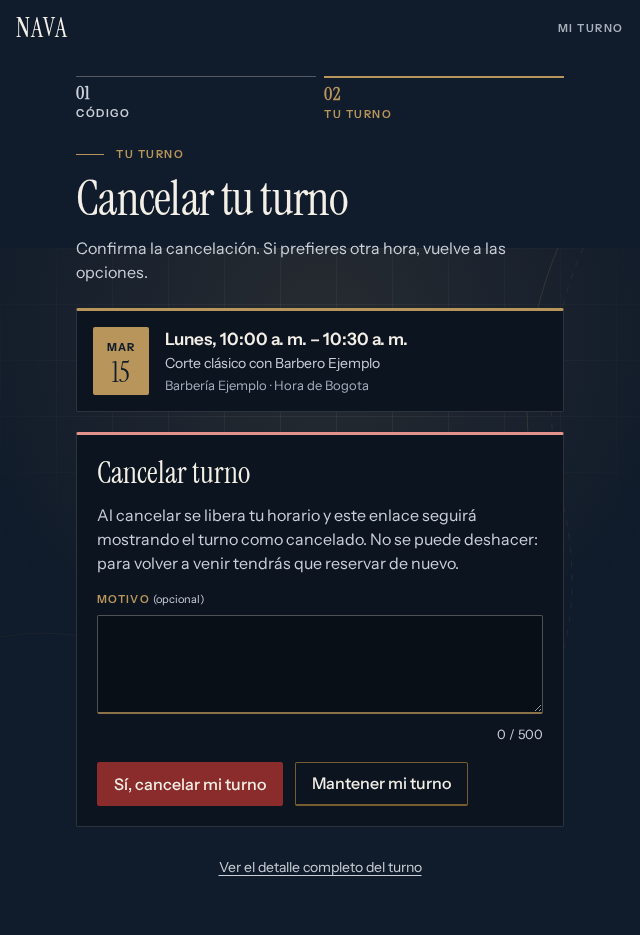 NAVA
MI TURNO
01
CÓDIGO
02
TU TURNO
TU TURNO
Cancelar tu turno
Confirma la cancelación. Si prefieres otra hora, vuelve a las
opciones.
MAR
15
Lunes, 10:00 a. m. – 10:30 a. m.
Corte clásico con Barbero Ejemplo
Barbería Ejemplo · Hora de Bogota
Cancelar turno
Al cancelar se libera tu horario y este enlace seguirá
mostrando el turno como cancelado. No se puede deshacer:
para volver a venir tendrás que reservar de nuevo.
MOTIVO (opcional)
0 / 500
Sí, cancelar mi turno
Mantener mi turno
Ver el detalle completo del turno